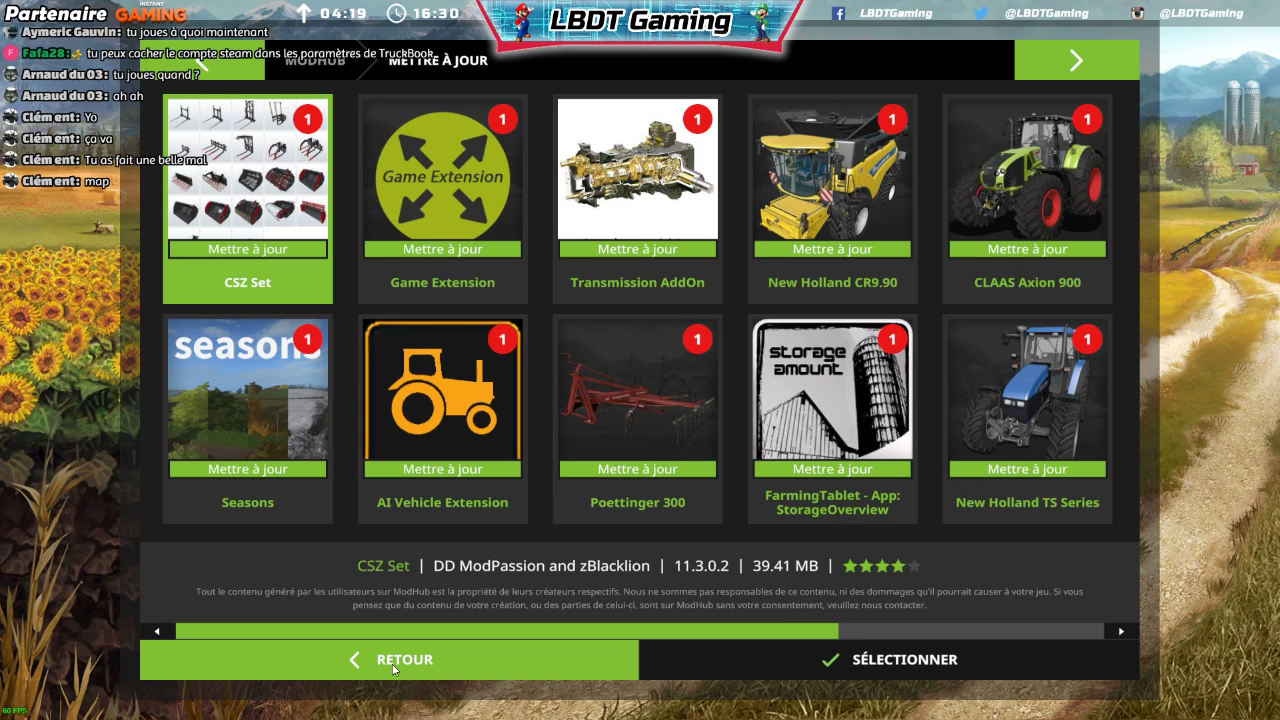 Partenaire INSTANT GAMING
04:19
16:30
LBDT Gaming
LBDTGaming
@LBDTGaming
@LBDTGaming
Aymeric Gauvin: tu joues à quoi maintenant
Fafa28: tu peux cacher le compte steam dans les paramètres de TruckBook
Arnaud du 03: tu joues quand ?
Arnaud du 03: ah ah
Clém ent: Yo
Clém ent: ça va
Clém ent: Tu as fait une belle mal
Clém ent: map
MODHUB
METTRE À JOUR
1
1
Game Extension
1
1
1
Mettre à jour
Mettre à jour
Mettre à jour
Mettre à jour
Mettre à jour
CSZ Set
Game Extension
Transmission AddOn
New Holland CR9.90
CLAAS Axion 900
seasons
1
1
1
storage
amount
1
1
Mettre à jour
Mettre à jour
Mettre à jour
Mettre à jour
Mettre à jour
Seasons
AI Vehicle Extension
Poettinger 300
FarmingTablet - App:
StorageOverview
New Holland TS Series
CSZ Set | DD ModPassion and zBlacklion | 11.3.0.2 | 39.41 MB |
Tout le contenu généré par les utilisateurs sur ModHub est la propriété de leurs créateurs respectifs. Nous ne sommes pas responsables de ce contenu, ni des dommages qu'il pourrait causer à votre jeu. Si vous
pensez que du contenu de votre création, ou des parties de celui-ci, sont sur ModHub sans votre consentement, veuillez nous contacter.
RETOUR
SÉLECTIONNER
60 FPS